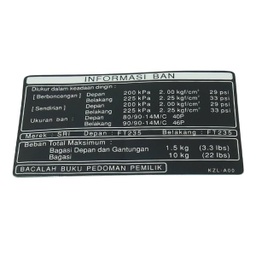 INFORMASI BAN
Diukur dalam keadaan dingin :
[ Berboncengan ] Depan 200 kPa 2.00 kgf/cm² 29 psi
Belakang 225 kPa 2.25 kgf/cm² 33 psi
[ Sendirian ] Depan 200 kPa 2.00 kgf/cm² 29 psi
Belakang 225 kPa 2.25 kgf/cm² 33 psi
Ukuran ban : Depan 80/90-14M/C 40P
Belakang 90/90-14M/C 46P
Merek : SRI Depan : FT235 Belakang : FT235
Beban Total Maksimum :
Bagasi Depan dan Gantungan 1.5 kg (3.3 lbs)
Bagasi 10 kg (22 lbs)
BACALAH BUKU PEDOMAN PEMILIK KZL-A00